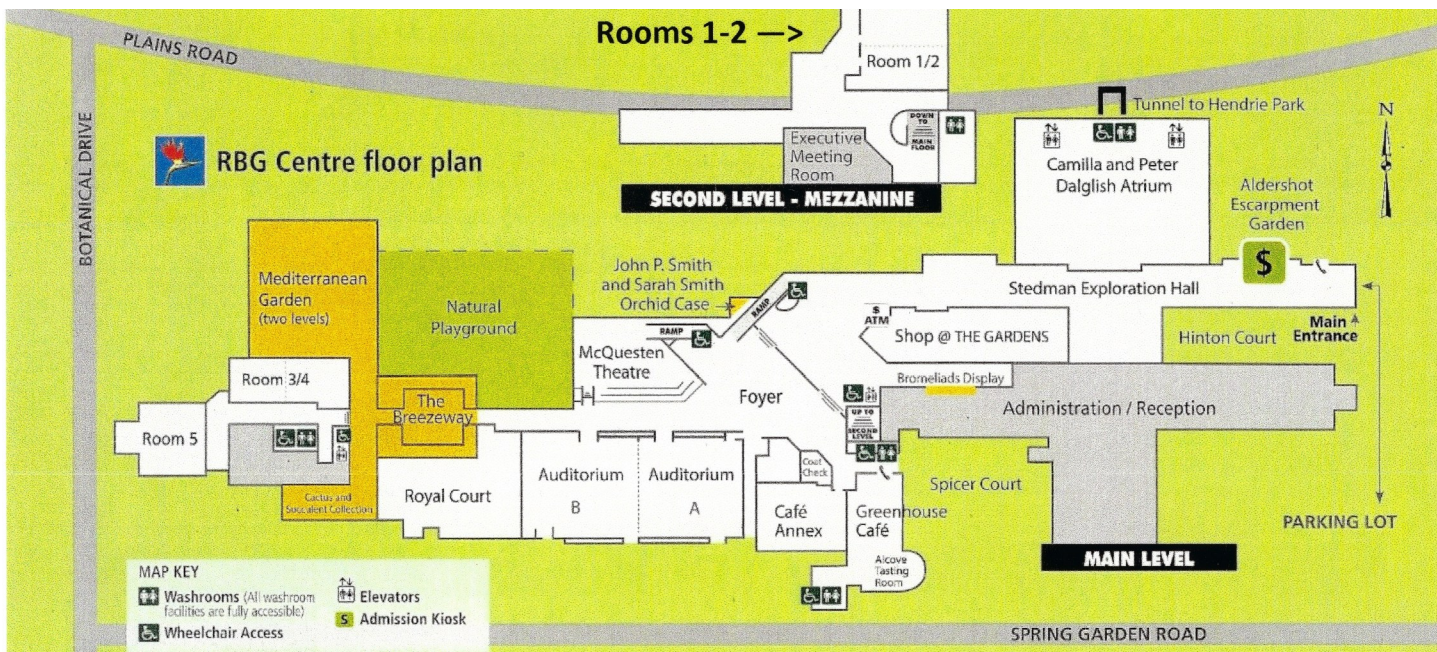 Rooms 1-2 —>
PLAINS ROAD
Room 1/2
BOTANICAL DRIVE
RBG Centre floor plan
DOWN
TO
MAIN
FLOOR
Executive
Meeting
Room
SECOND LEVEL - MEZZANINE
Tunnel to Hendrie Park
N
Camilla and Peter
Dalglish Atrium
Aldershot
Escarpment
Garden
$
Mediterranean
Garden
(two levels)
Natural
Playground
John P. Smith
and Sarah Smith
Orchid Case
RAMP
RAMP
McQuesten
Theatre
Stedman Exploration Hall
$
ATM
Shop @ THE GARDENS
Hinton Court
Main
Entrance
Room 3/4
The
Breezeway
Foyer
Bromeliads Display
Administration / Reception
UP TO
SECOND
LEVEL
Room 5
Royal Court
Auditorium
B
Auditorium
A
Coat
Check
Café
Annex
Greenhouse
Café
Spicer Court
Cactus and
Succulent Collection
Alcove
Tasting
Room
PARKING LOT
MAIN LEVEL
MAP KEY
Washrooms (All washroom
facilities are fully accessible)
Wheelchair Access
Elevators
$ Admission Kiosk
SPRING GARDEN ROAD